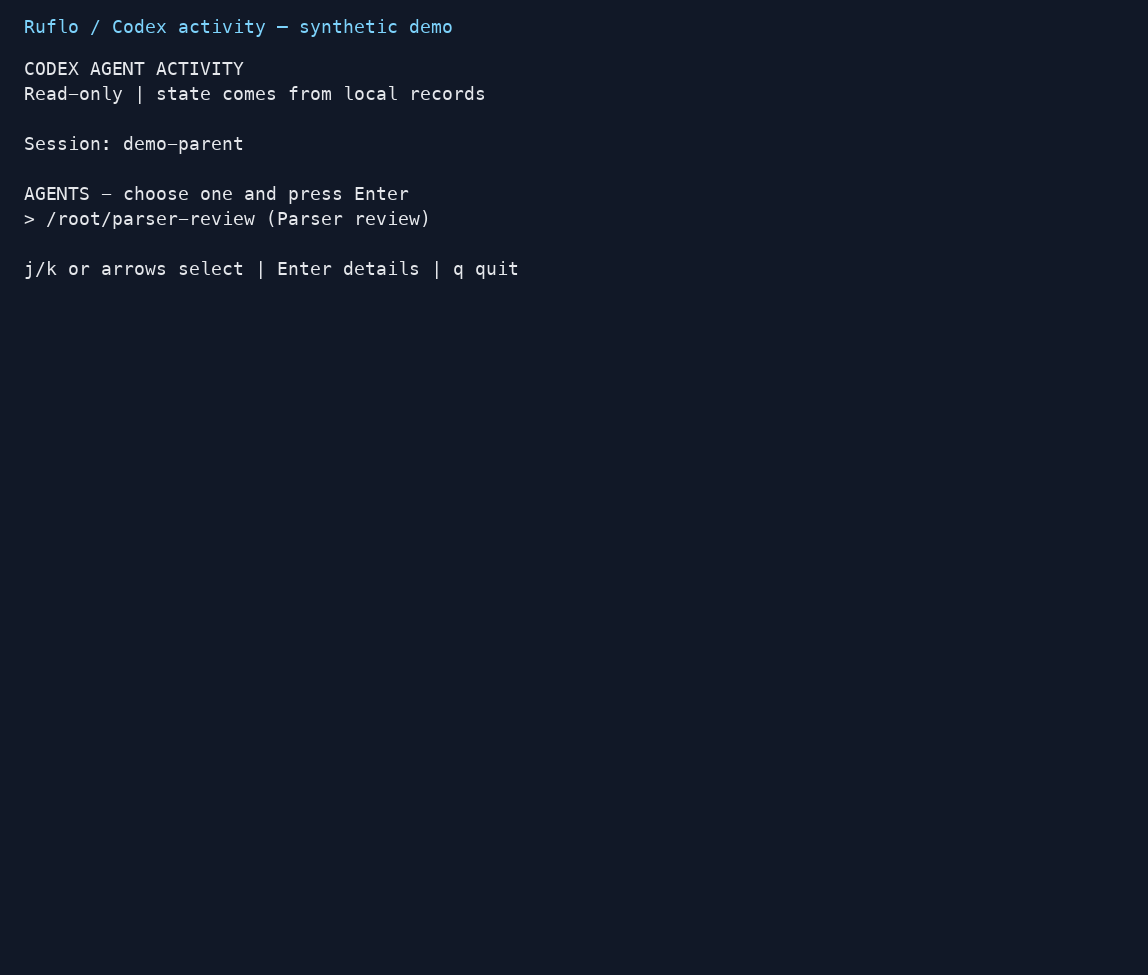 Ruflo / Codex activity — synthetic demo
CODEX AGENT ACTIVITY
Read-only | state comes from local records
Session: demo-parent
AGENTS - choose one and press Enter
> /root/parser-review (Parser review)
j/k or arrows select | Enter details | q quit